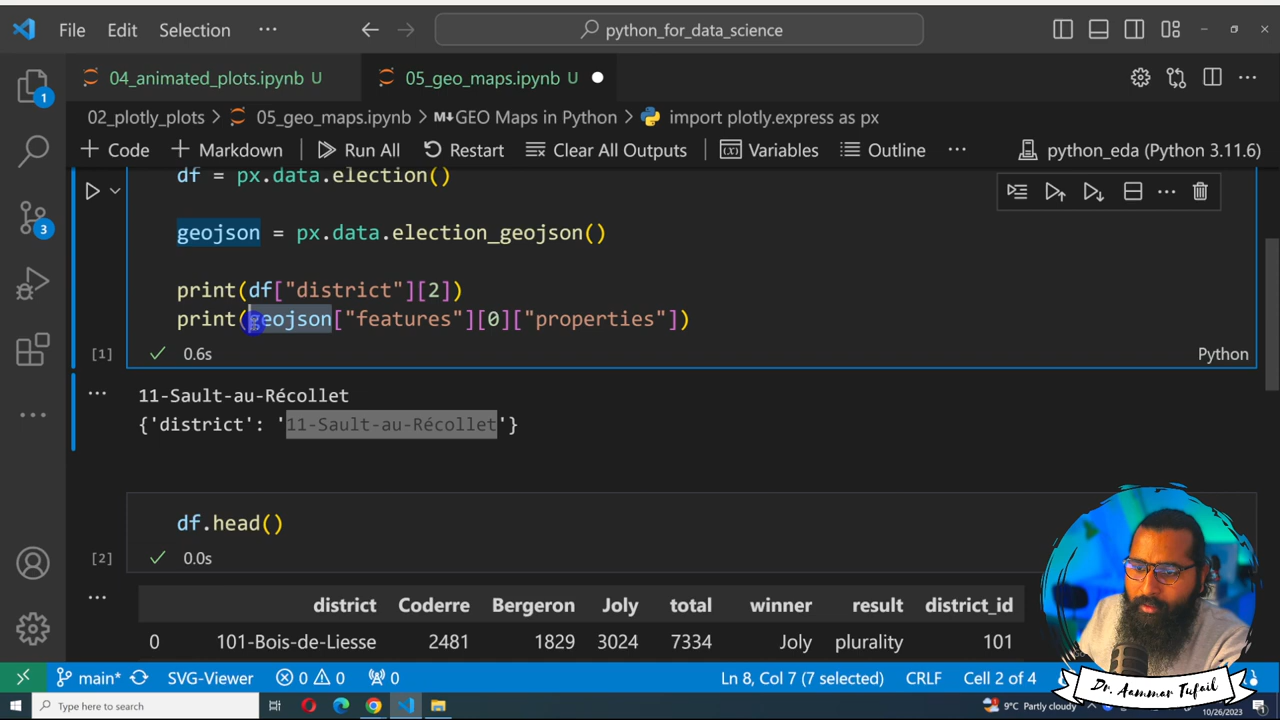 File Edit Selection ··· python_for_data_science
04_animated_plots.ipynb U 05_geo_maps.ipynb U
02_plotly_plots > 05_geo_maps.ipynb > M↓GEO Maps in Python > import plotly.express as px
+ Code + Markdown Run All Restart Clear All Outputs Variables Outline ··· python_eda (Python 3.11.6)
df = px.data.election()
geojson = px.data.election_geojson()
print(df["district"][2])
print(geojson["features"][0]["properties"])
[1] 0.6s Python
11-Sault-au-Récollet
{'district': '11-Sault-au-Récollet'}
df.head()
[2] 0.0s
district Coderre Bergeron Joly total winner result district_id
0 101-Bois-de-Liesse 2481 1829 3024 7334 Joly plurality 101
1
3
main* SVG-Viewer 0 0 0 Ln 8, Col 7 (7 selected) CRLF Cell 2 of 4
Dr. Aammar Tufail
Type here to search 9°C Partly cloudy 10/26/2023